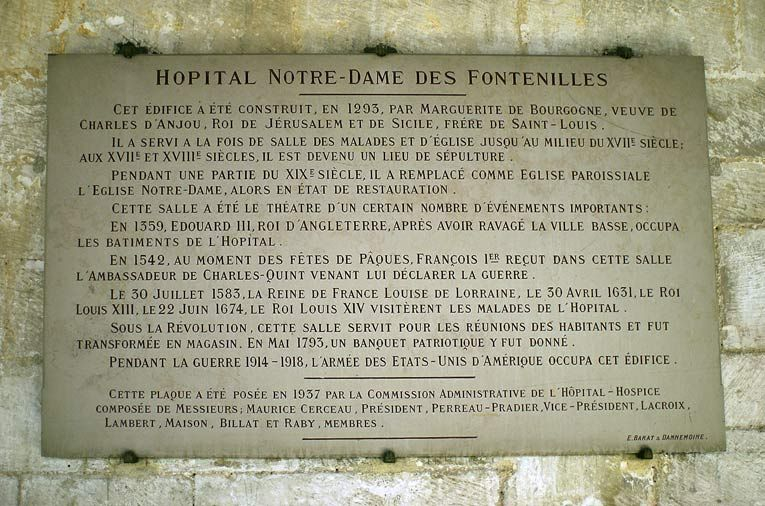 HOPITAL NOTRE-DAME DES FONTENILLES
CET ÉDIFICE A ÉTÉ CONSTRUIT, EN 1293, PAR MARGUERITE DE BOURGOGNE, VEUVE DE
CHARLES D'ANJOU, ROI DE JÉRUSALEM ET DE SICILE, FRÉRE DE SAINT-LOUIS.
IL A SERVI A LA FOIS DE SALLE DES MALADES ET D'ÉGLISE JUSQU'AU MILIEU DU XVIIE SIÈCLE;
AUX XVIIE ET XVIIIE SIÈCLES, IL EST DEVENU UN LIEU DE SÉPULTURE.
PENDANT UNE PARTIE DU XIXE SIÈCLE, IL A REMPLACÉ COMME EGLISE PAROISSIALE
L'EGLISE NOTRE-DAME, ALORS EN ÉTAT DE RESTAURATION.
CETTE SALLE A ÉTÉ LE THÉATRE D'UN CERTAIN NOMBRE D'ÉVÉNEMENTS IMPORTANTS:
EN 1359, EDOUARD III, ROI D'ANGLETERRE, APRÈS AVOIR RAVAGÉ LA VILLE BASSE, OCCUPA
LES BATIMENTS DE L'HOPITAL.
EN 1542, AU MOMENT DES FÊTES DE PÂQUES, FRANÇOIS 1ER REÇUT DANS CETTE SALLE
L'AMBASSADEUR DE CHARLES-QUINT VENANT LUI DÉCLARER LA GUERRE.
LE 30 JUILLET 1583, LA REINE DE FRANCE LOUISE DE LORRAINE, LE 30 AVRIL 1631, LE ROI
LOUIS XIII, LE 22 JUIN 1674, LE ROI LOUIS XIV VISITÈRENT LES MALADES DE L'HOPITAL.
SOUS LA RÉVOLUTION, CETTE SALLE SERVIT POUR LES RÉUNIONS DES HABITANTS ET FUT
TRANSFORMÉE EN MAGASIN. EN MAI 1793, UN BANQUET PATRIOTIQUE Y FUT DONNÉ.
PENDANT LA GUERRE 1914-1918, L'ARMÉE DES ETATS-UNIS D'AMÉRIQUE OCCUPA CET ÉDIFICE.
CETTE PLAQUE A ÉTÉ POSÉE EN 1937 PAR LA COMMISSION ADMINISTRATIVE DE L'HÔPITAL-HOSPICE
COMPOSÉE DE MESSIEURS; MAURICE CERCEAU, PRÉSIDENT, PERREAU-PRADIER, VICE-PRÉSIDENT, LACROIX,
LAMBERT, MAISON, BILLAT ET RABY, MEMBRES.
E. BARAT À DANNEMOINE.